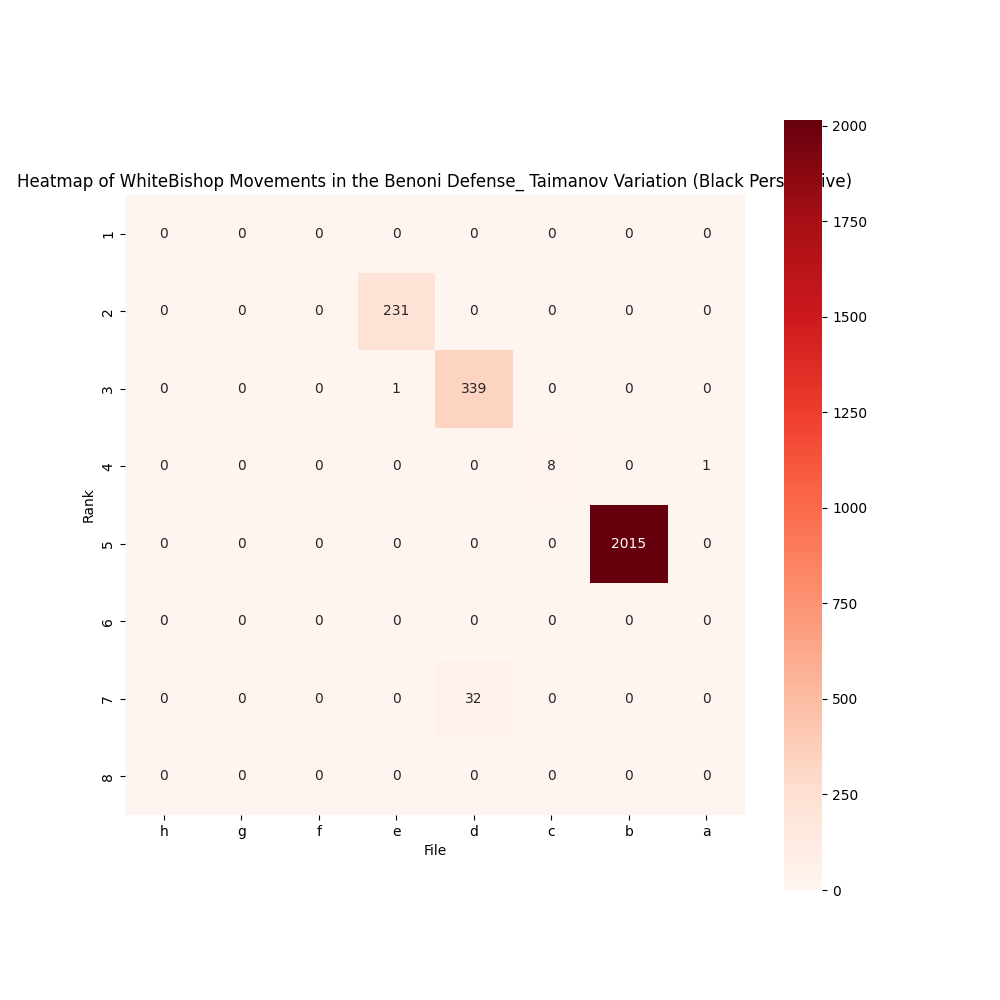 Heatmap of WhiteBishop Movements in the Benoni Defense_ Taimanov Variation (Black Pers ive)
2000
1750
1500
1250
1000
750
500
250
0
1 0 0 0 0 0 0 0 0
2 0 0 0 231 0 0 0 0
3 0 0 0 1 339 0 0 0
4 0 0 0 0 0 8 0 1
5 0 0 0 0 0 0 2015 0
6 0 0 0 0 0 0 0 0
7 0 0 0 0 32 0 0 0
8 0 0 0 0 0 0 0 0
Rank
h g f e d c b a
File